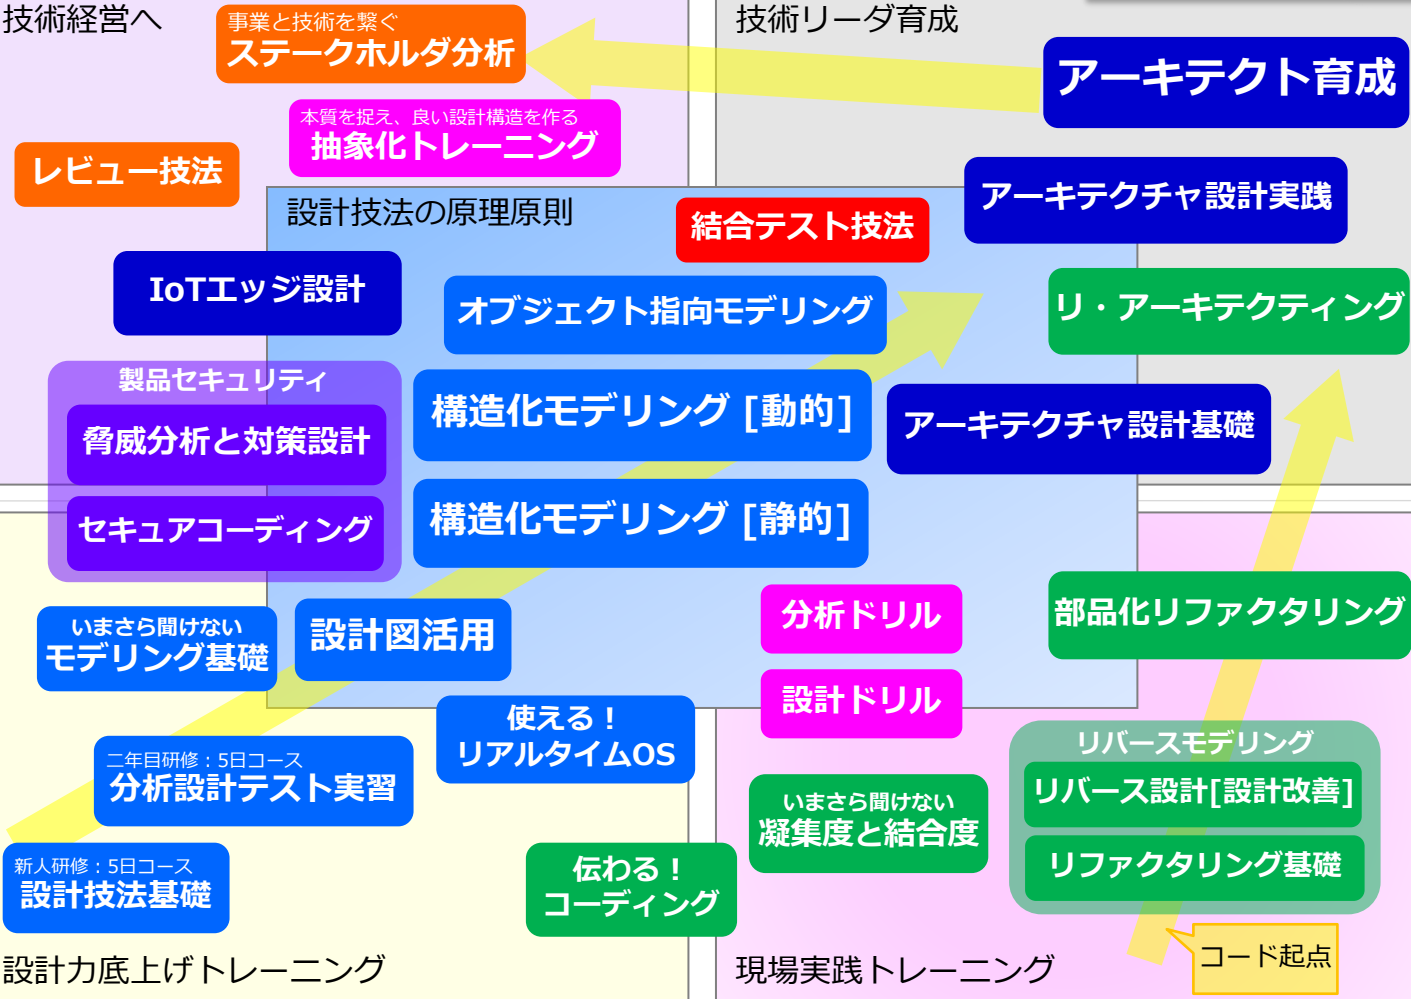 技術経営へ
事業と技術を繋ぐ
ステークホルダ分析
本質を捉え、良い設計構造を作る
抽象化トレーニング
レビュー技法
技術リーダ育成
アーキテクト育成
アーキテクチャ設計実践
設計技法の原理原則
結合テスト技法
IoTエッジ設計
オブジェクト指向モデリング
リ・アーキテクティング
製品セキュリティ
脅威分析と対策設計
セキュアコーディング
構造化モデリング [動的]
アーキテクチャ設計基礎
構造化モデリング [静的]
いまさら聞けない
モデリング基礎
設計図活用
分析ドリル
部品化リファクタリング
設計ドリル
使える！
リアルタイムOS
二年目研修：5日コース
分析設計テスト実習
いまさら聞けない
凝集度と結合度
リバースモデリング
リバース設計[設計改善]
リファクタリング基礎
新人研修：5日コース
設計技法基礎
伝わる！
コーディング
コード起点
設計力底上げトレーニング
現場実践トレーニング